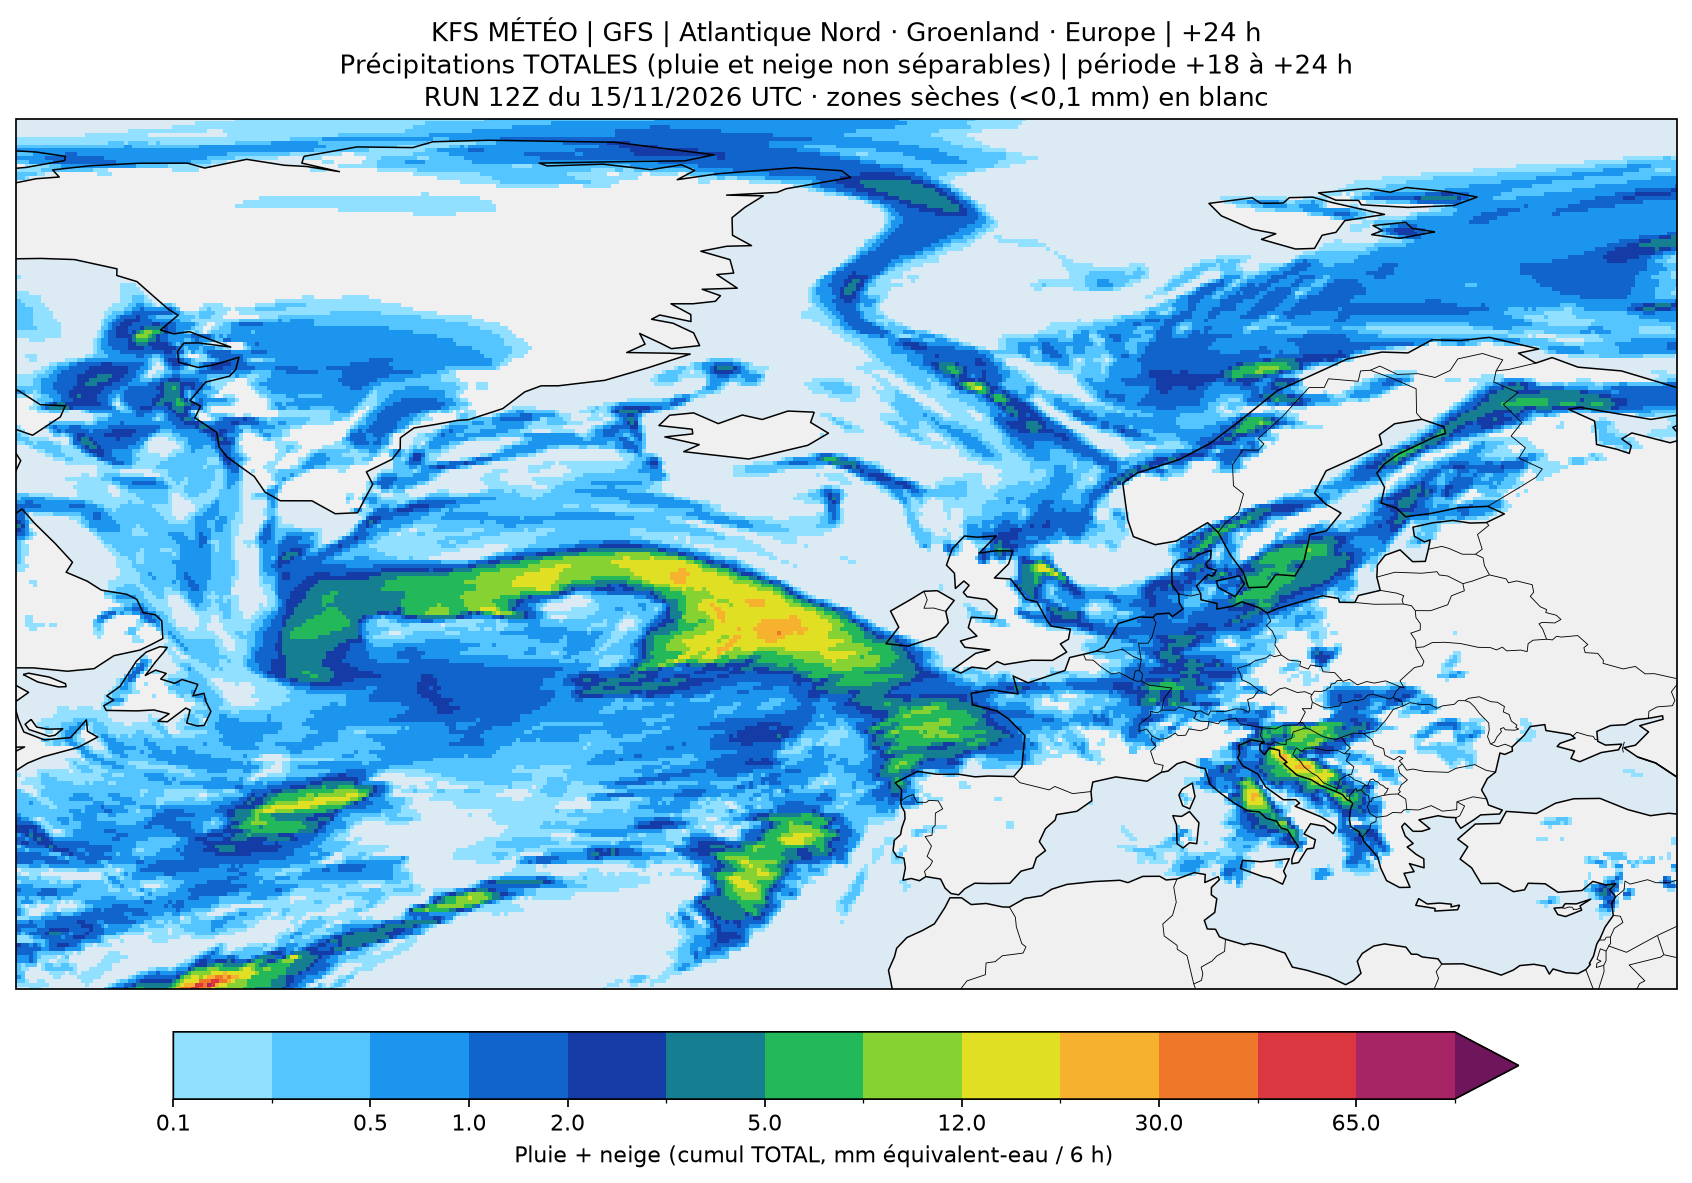 KFS MÉTÉO | GFS | Atlantique Nord · Groenland · Europe | +24 h
Précipitations TOTALES (pluie et neige non séparables) | période +18 à +24 h
RUN 12Z du 15/11/2026 UTC · zones sèches (<0,1 mm) en blanc
0.1 0.5 1.0 2.0 5.0 12.0 30.0 65.0
Pluie + neige (cumul TOTAL, mm équivalent-eau / 6 h)